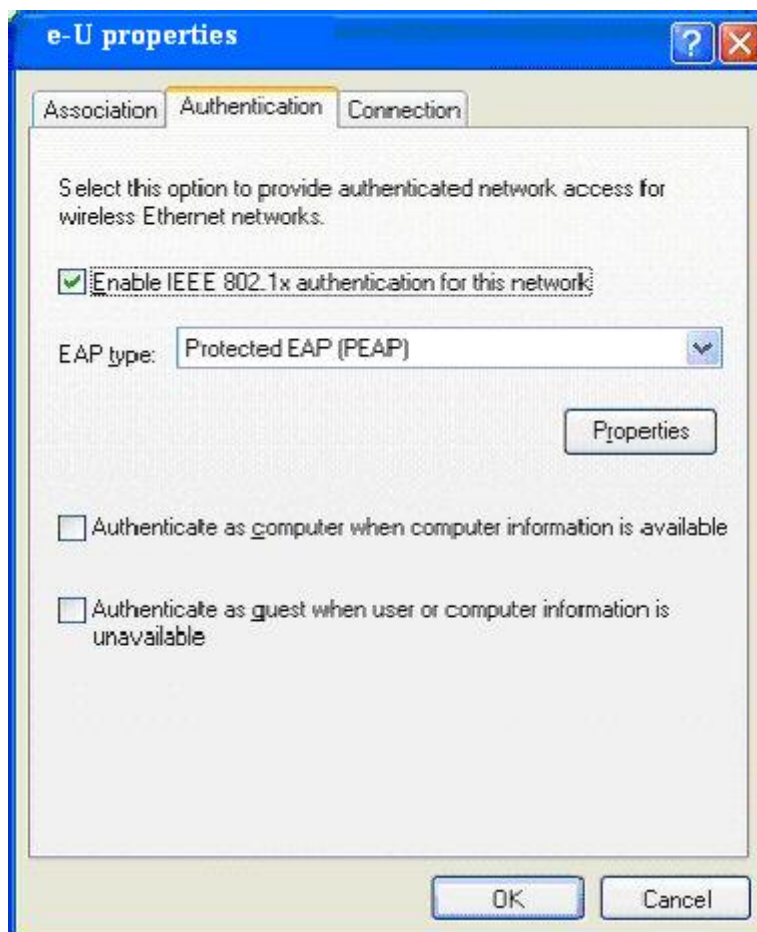 e-U properties
Association Authentication Connection
Select this option to provide authenticated network access for
wireless Ethernet networks.
Enable IEEE 802.1x authentication for this network
EAP type: Protected EAP (PEAP)
Properties
Authenticate as computer when computer information is available
Authenticate as guest when user or computer information is
unavailable
OK Cancel